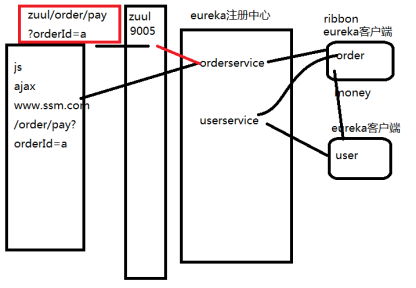 zuul/order/pay
?orderId=a
js
ajax
www.ssm.com
/order/pay?
orderId=a
zuul
9005
eureka注册中心
orderservice
userservice
ribbon
eureka客户端
order
money
eureka客户端
user